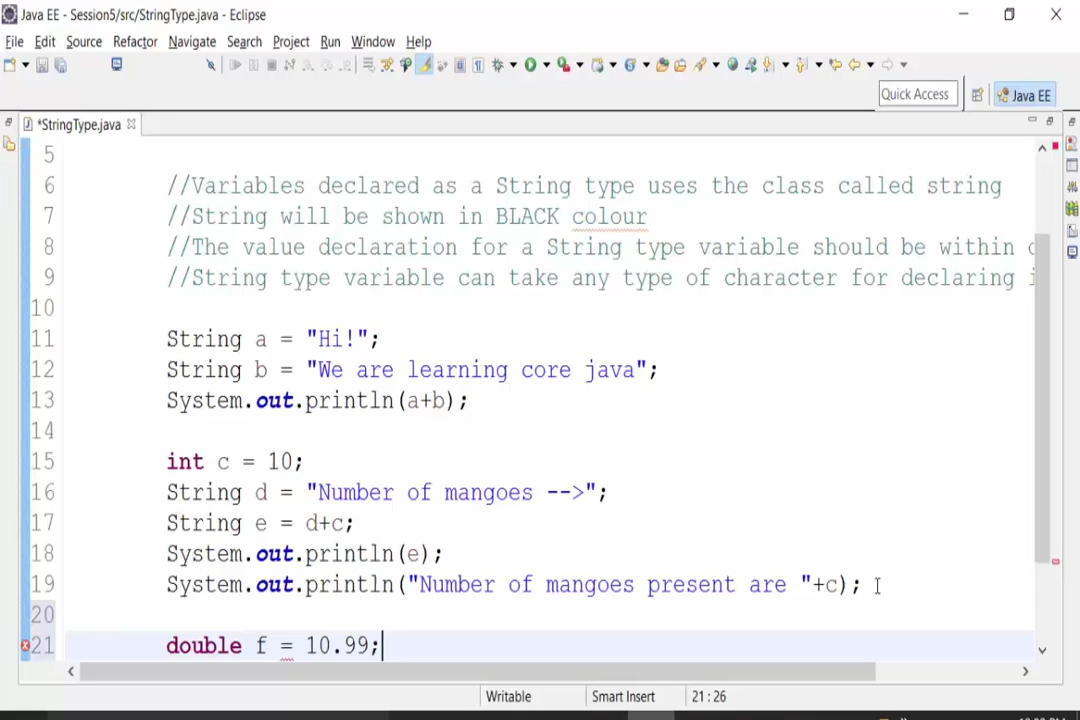 Java EE - Session5/src/StringType.java - Eclipse
File Edit Source Refactor Navigate Search Project Run Window Help
Quick Access
Java EE
*StringType.java
5
6 //Variables declared as a String type uses the class called string
7 //String will be shown in BLACK colour
8 //The value declaration for a String type variable should be within
9 //String type variable can take any type of character for declaring
10
11 String a = "Hi!";
12 String b = "We are learning core java";
13 System.out.println(a+b);
14
15 int c = 10;
16 String d = "Number of mangoes -->";
17 String e = d+c;
18 System.out.println(e);
19 System.out.println("Number of mangoes present are "+c);
20
21 double f = 10.99;
Writable Smart Insert 21 : 26